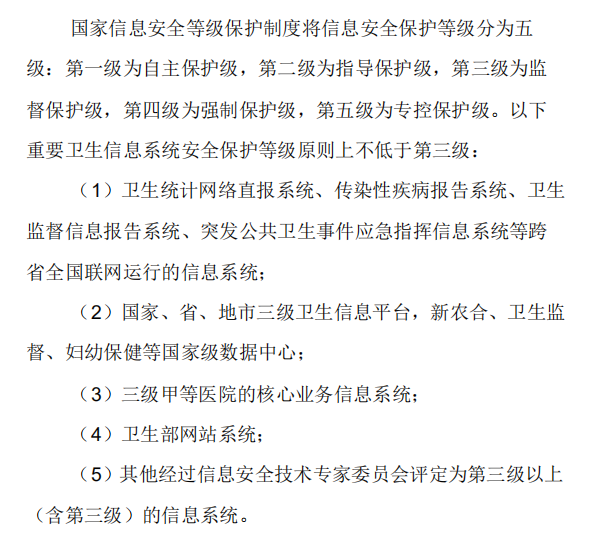 国家信息安全等级保护制度将信息安全保护等级分为五
级：第一级为自主保护级，第二级为指导保护级，第三级为监
督保护级，第四级为强制保护级，第五级为专控保护级。以下
重要卫生信息系统安全保护等级原则上不低于第三级：
（1）卫生统计网络直报系统、传染性疾病报告系统、卫生
监督信息报告系统、突发公共卫生事件应急指挥信息系统等跨
省全国联网运行的信息系统；
（2）国家、省、地市三级卫生信息平台，新农合、卫生监
督、妇幼保健等国家级数据中心；
（3）三级甲等医院的核心业务信息系统；
（4）卫生部网站系统；
（5）其他经过信息安全技术专家委员会评定为第三级以上
（含第三级）的信息系统。